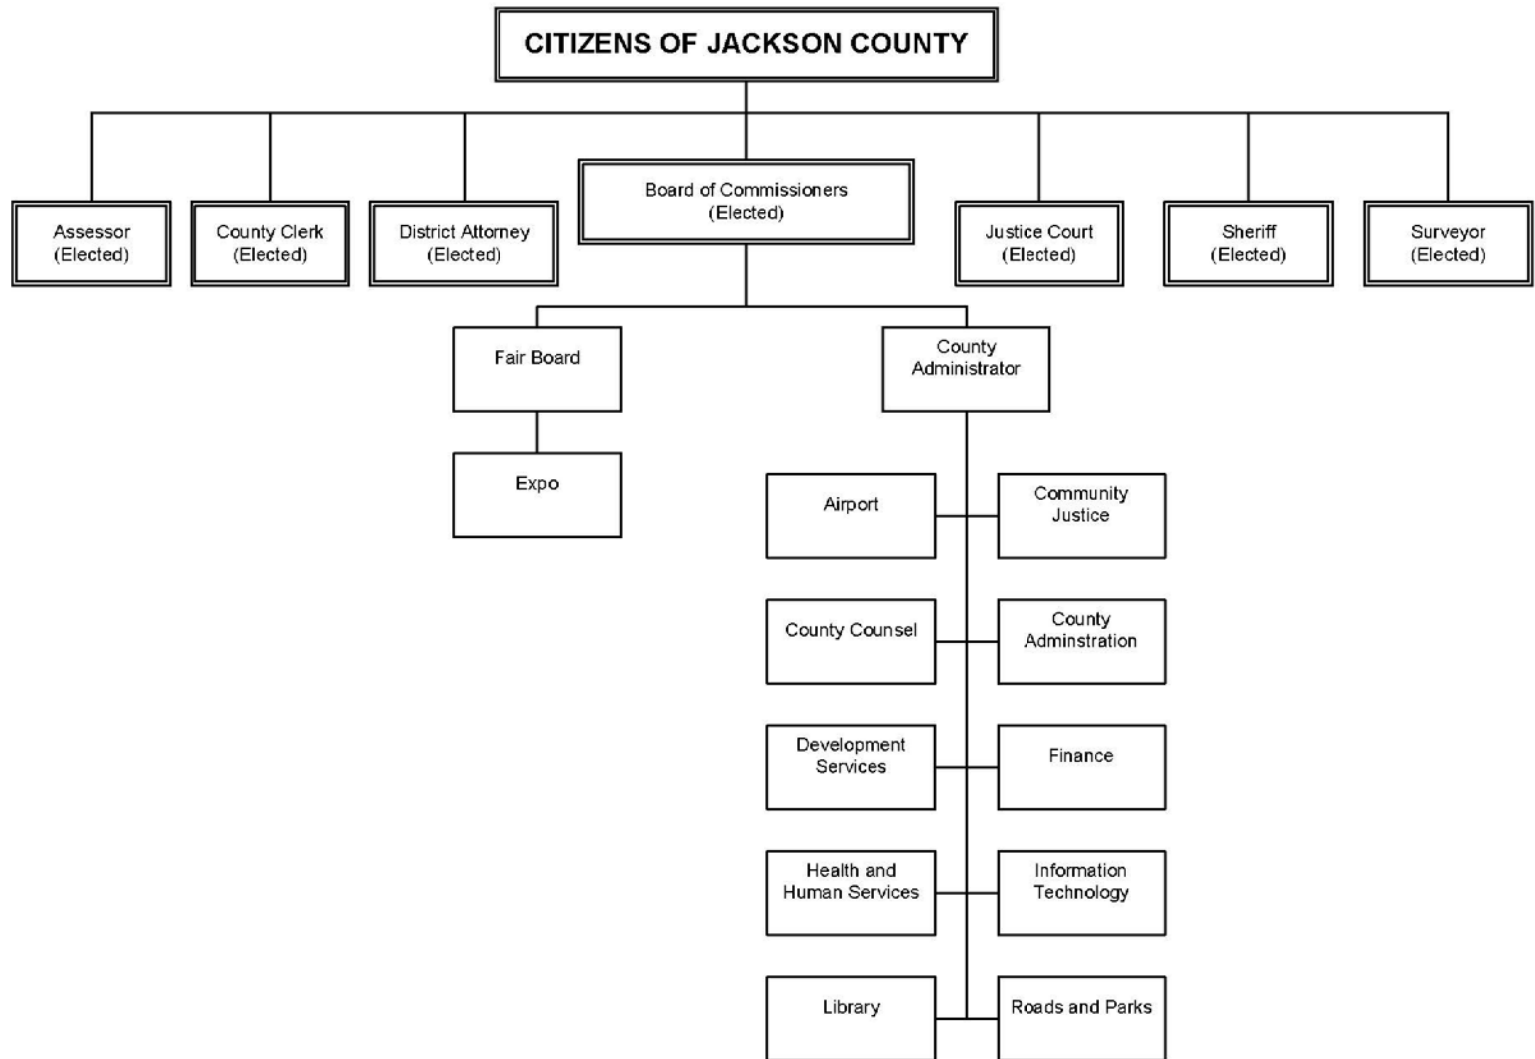 CITIZENS OF JACKSON COUNTY
Board of Commissioners
(Elected)
Assessor
(Elected)
County Clerk
(Elected)
District Attorney
(Elected)
Justice Court
(Elected)
Sheriff
(Elected)
Surveyor
(Elected)
Fair Board
County
Administrator
Expo
Airport
Community
Justice
County Counsel
County
Adminstration
Development
Services
Finance
Health and
Human Services
Information
Technology
Library
Roads and Parks